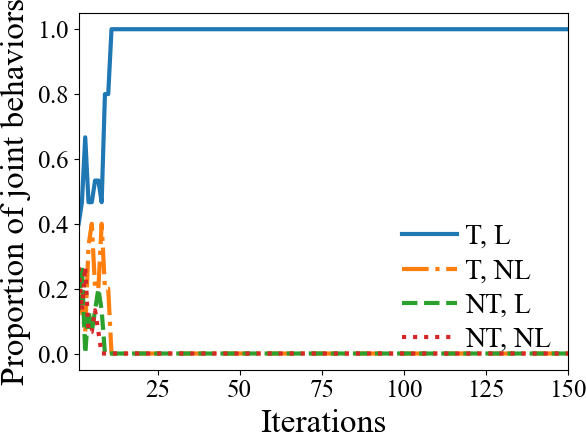 Proportion of joint behaviors
1.0
0.8
0.6
0.4
0.2
0.0
T, L
T, NL
NT, L
NT, NL
25 50 75 100 125 150
Iterations